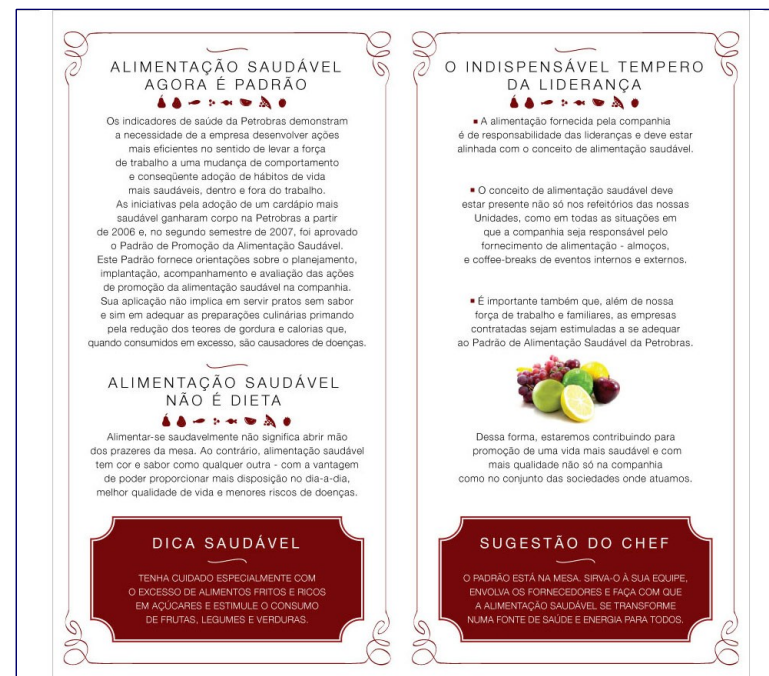 ALIMENTAÇÃO SAUDÁVEL
AGORA É PADRÃO
Os indicadores de saúde da Petrobras demonstram
a necessidade de a empresa desenvolver ações
mais eficientes no sentido de levar a força
de trabalho a uma mudança de comportamento
e conseqüente adoção de hábitos de vida
mais saudáveis, dentro e fora do trabalho.
As iniciativas pela adoção de um cardápio mais
saudável ganharam corpo na Petrobras a partir
de 2006 e, no segundo semestre de 2007, foi aprovado
o Padrão de Promoção da Alimentação Saudável.
Este Padrão fornece orientações sobre o planejamento,
implantação, acompanhamento e avaliação das ações
de promoção da alimentação saudável na companhia.
Sua aplicação não implica em servir pratos sem sabor
e sim em adequar as preparações culinárias primando
pela redução dos teores de gordura e calorias que,
quando consumidos em excesso, são causadores de doenças.
ALIMENTAÇÃO SAUDÁVEL
NÃO É DIETA
Alimentar-se saudavelmente não significa abrir mão
dos prazeres da mesa. Ao contrário, alimentação saudável
tem cor e sabor como qualquer outra - com a vantagem
de poder proporcionar mais disposição no dia-a-dia,
melhor qualidade de vida e menores riscos de doenças.
DICA SAUDÁVEL
TENHA CUIDADO ESPECIALMENTE COM
O EXCESSO DE ALIMENTOS FRITOS E RICOS
EM AÇÚCARES E ESTIMULE O CONSUMO
DE FRUTAS, LEGUMES E VERDURAS.
O INDISPENSÁVEL TEMPERO
DA LIDERANÇA
▪ A alimentação fornecida pela companhia
é de responsabilidade das lideranças e deve estar
alinhada com o conceito de alimentação saudável.
▪ O conceito de alimentação saudável deve
estar presente não só nos refeitórios das nossas
Unidades, como em todas as situações em
que a companhia seja responsável pelo
fornecimento de alimentação - almoços,
e coffee-breaks de eventos internos e externos.
▪ É importante também que, além de nossa
força de trabalho e familiares, as empresas
contratadas sejam estimuladas a se adequar
ao Padrão de Alimentação Saudável da Petrobras.
Dessa forma, estaremos contribuindo para
promoção de uma vida mais saudável e com
mais qualidade não só na companhia
como no conjunto das sociedades onde atuamos.
SUGESTÃO DO CHEF
O PADRÃO ESTÁ NA MESA. SIRVA-O À SUA EQUIPE,
ENVOLVA OS FORNECEDORES E FAÇA COM QUE
A ALIMENTAÇÃO SAUDÁVEL SE TRANSFORME
NUMA FONTE DE SAÚDE E ENERGIA PARA TODOS.